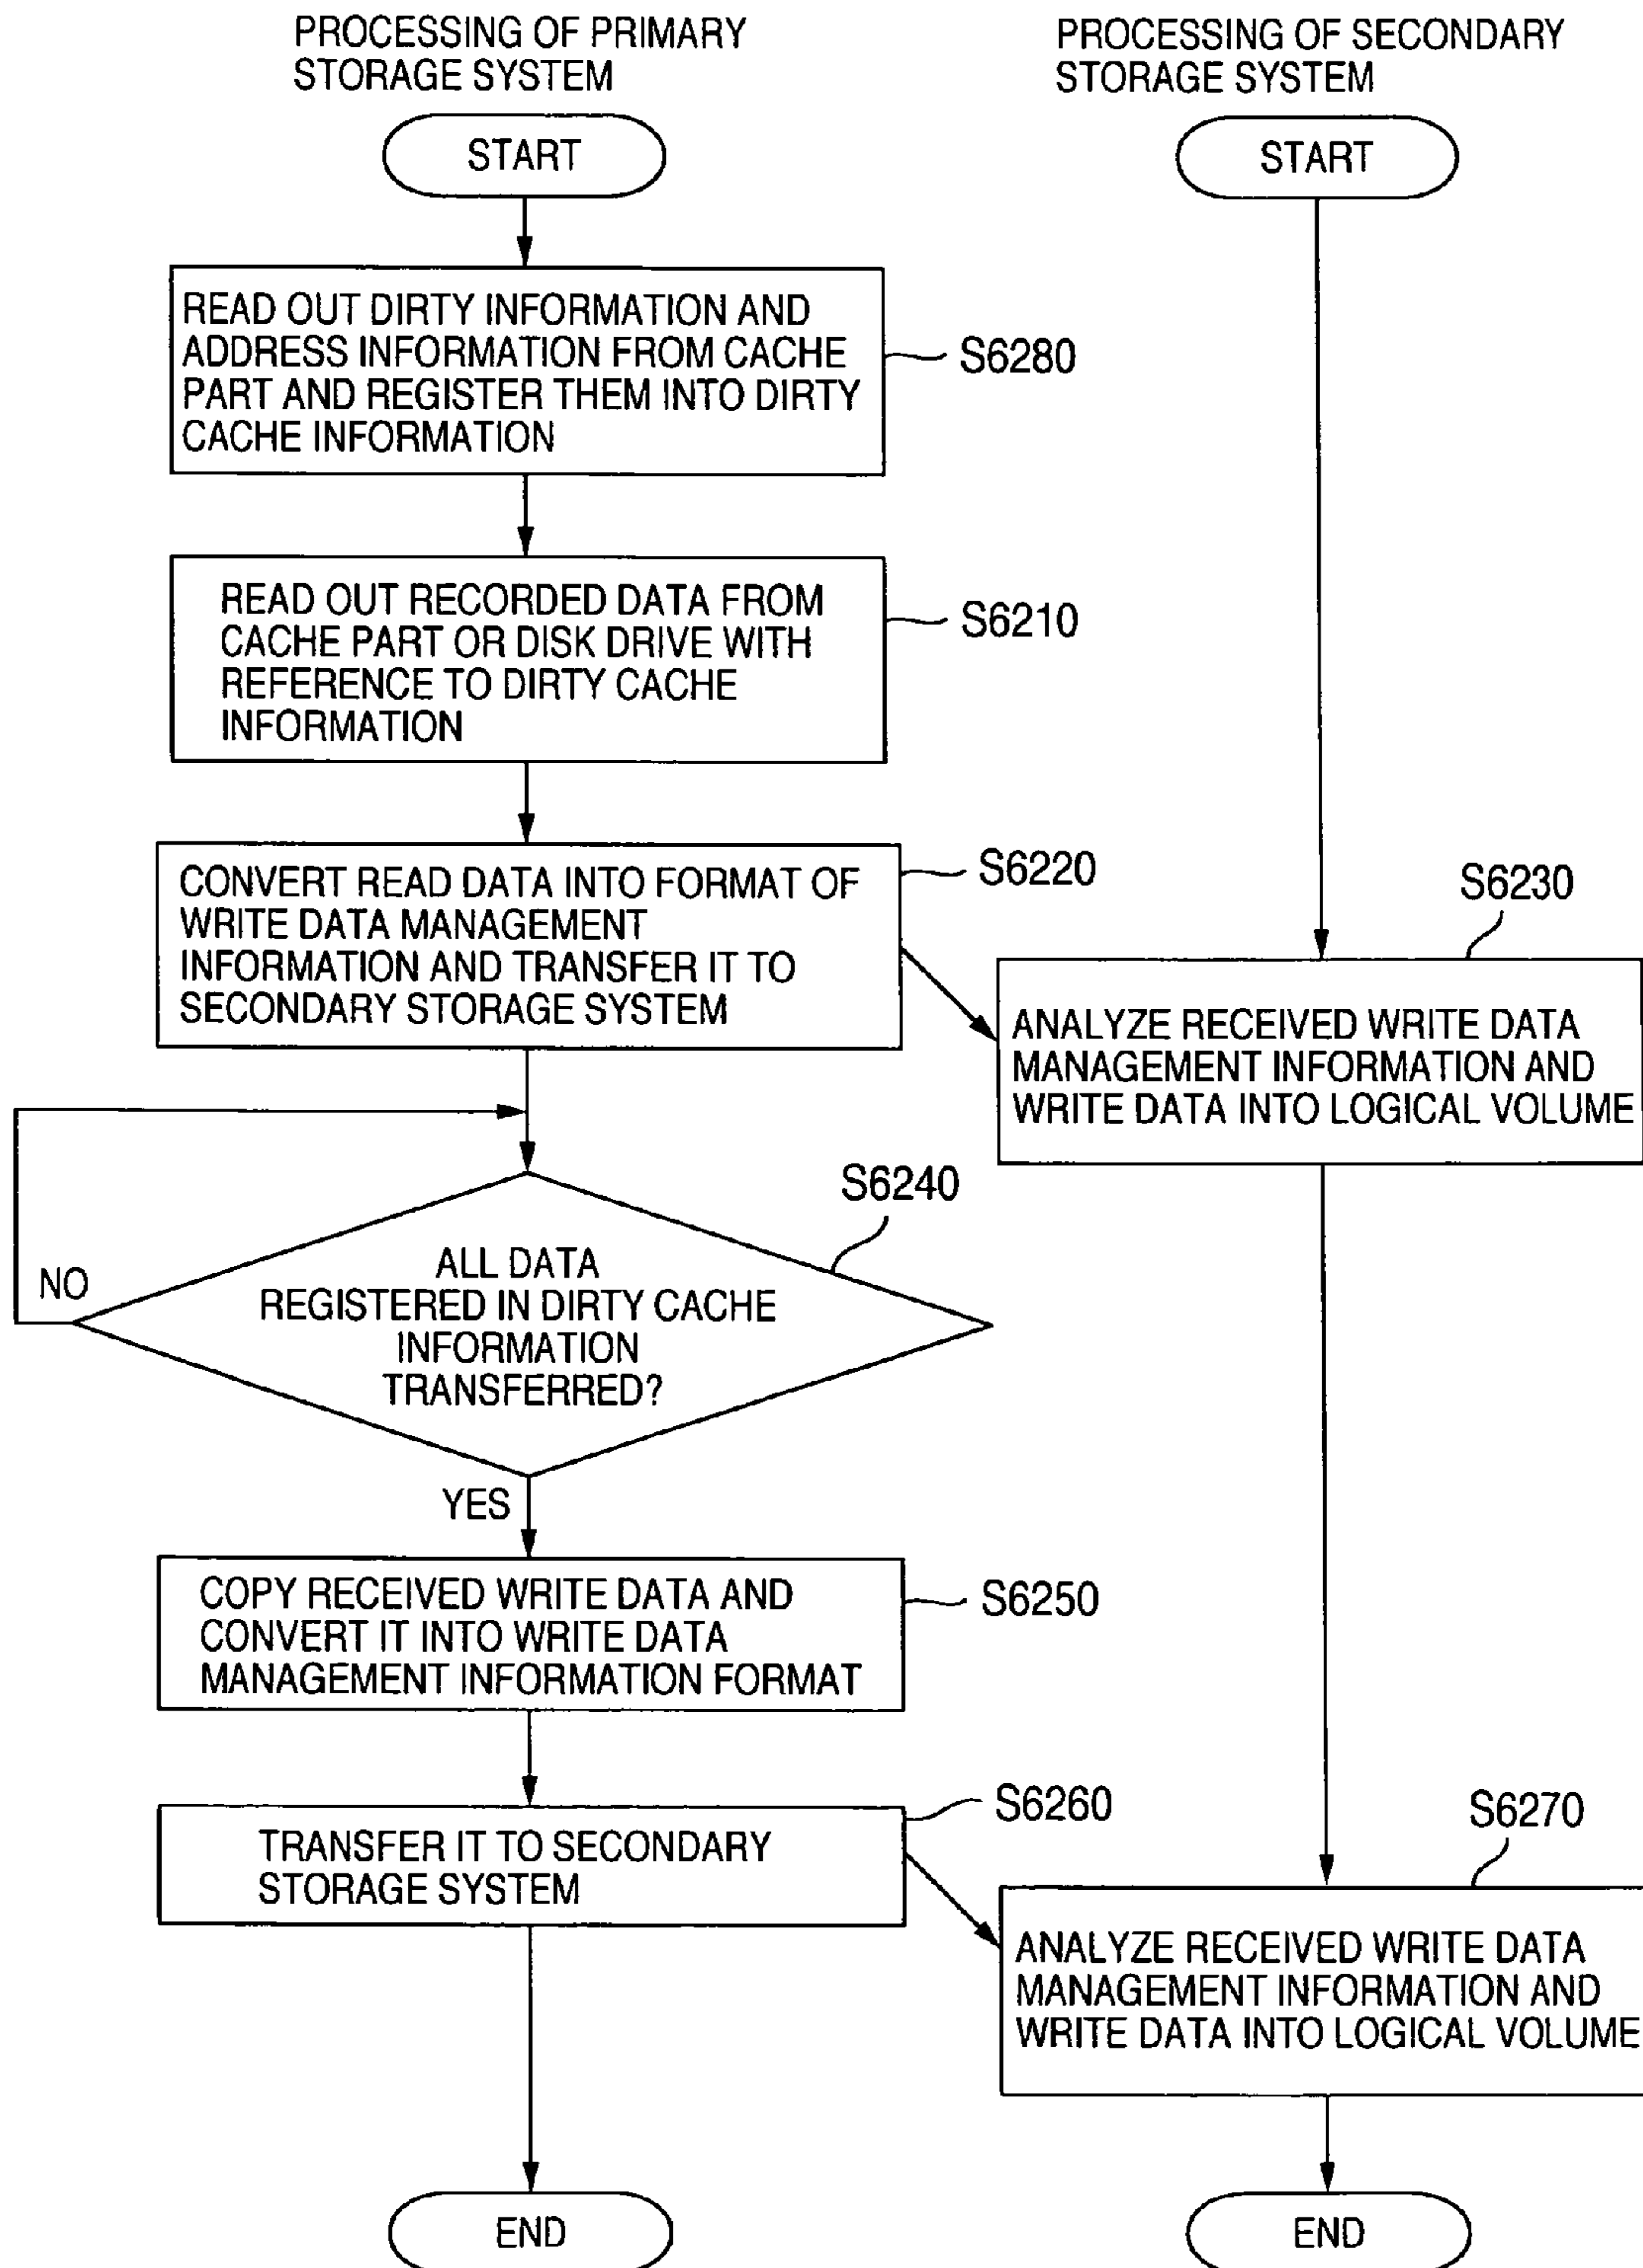 PROCESSING OF PRIMARY
STORAGE SYSTEM
PROCESSING OF SECONDARY
STORAGE SYSTEM
START
START
READ OUT DIRTY INFORMATION AND
ADDRESS INFORMATION FROM CACHE
PART AND REGISTER THEM INTO DIRTY
CACHE INFORMATION
S6280
READ OUT RECORDED DATA FROM
CACHE PART OR DISK DRIVE WITH
REFERENCE TO DIRTY CACHE
INFORMATION
S6210
CONVERT READ DATA INTO FORMAT OF
WRITE DATA MANAGEMENT
INFORMATION AND TRANSFER IT TO
SECONDARY STORAGE SYSTEM
S6220
S6230
ANALYZE RECEIVED WRITE DATA
MANAGEMENT INFORMATION AND
WRITE DATA INTO LOGICAL VOLUME
S6240
ALL DATA
REGISTERED IN DIRTY CACHE
INFORMATION
TRANSFERRED?
NO
YES
COPY RECEIVED WRITE DATA AND
CONVERT IT INTO WRITE DATA
MANAGEMENT INFORMATION FORMAT
S6250
TRANSFER IT TO SECONDARY
STORAGE SYSTEM
S6260
S6270
ANALYZE RECEIVED WRITE DATA
MANAGEMENT INFORMATION AND
WRITE DATA INTO LOGICAL VOLUME
END
END